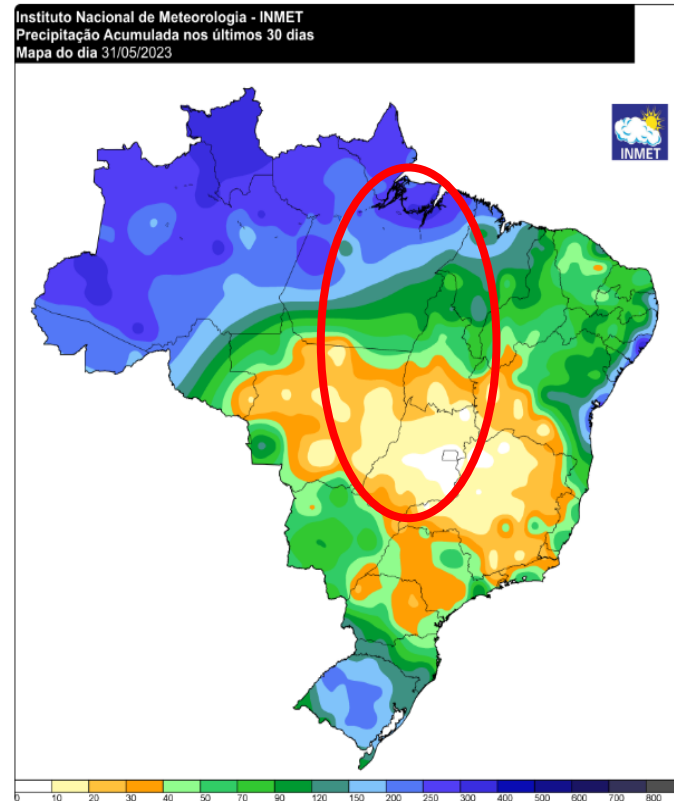 Instituto Nacional de Meteorologia - INMET
Precipitação Acumulada nos últimos 30 dias
Mapa do dia 31/05/2023
INMET
0 10 20 30 40 50 70 90 120 150 200 250 300 400 500 600 700 800